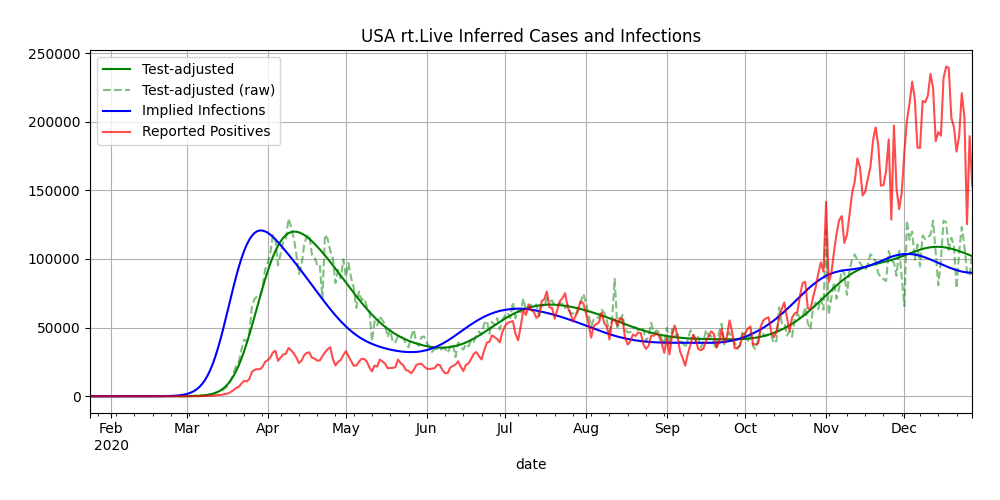 USA rt.Live Inferred Cases and Infections
250000
200000
150000
100000
50000
0
Test-adjusted
Test-adjusted (raw)
Implied Infections
Reported Positives
Feb Mar Apr May Jun Jul Aug Sep Oct Nov Dec
2020
date